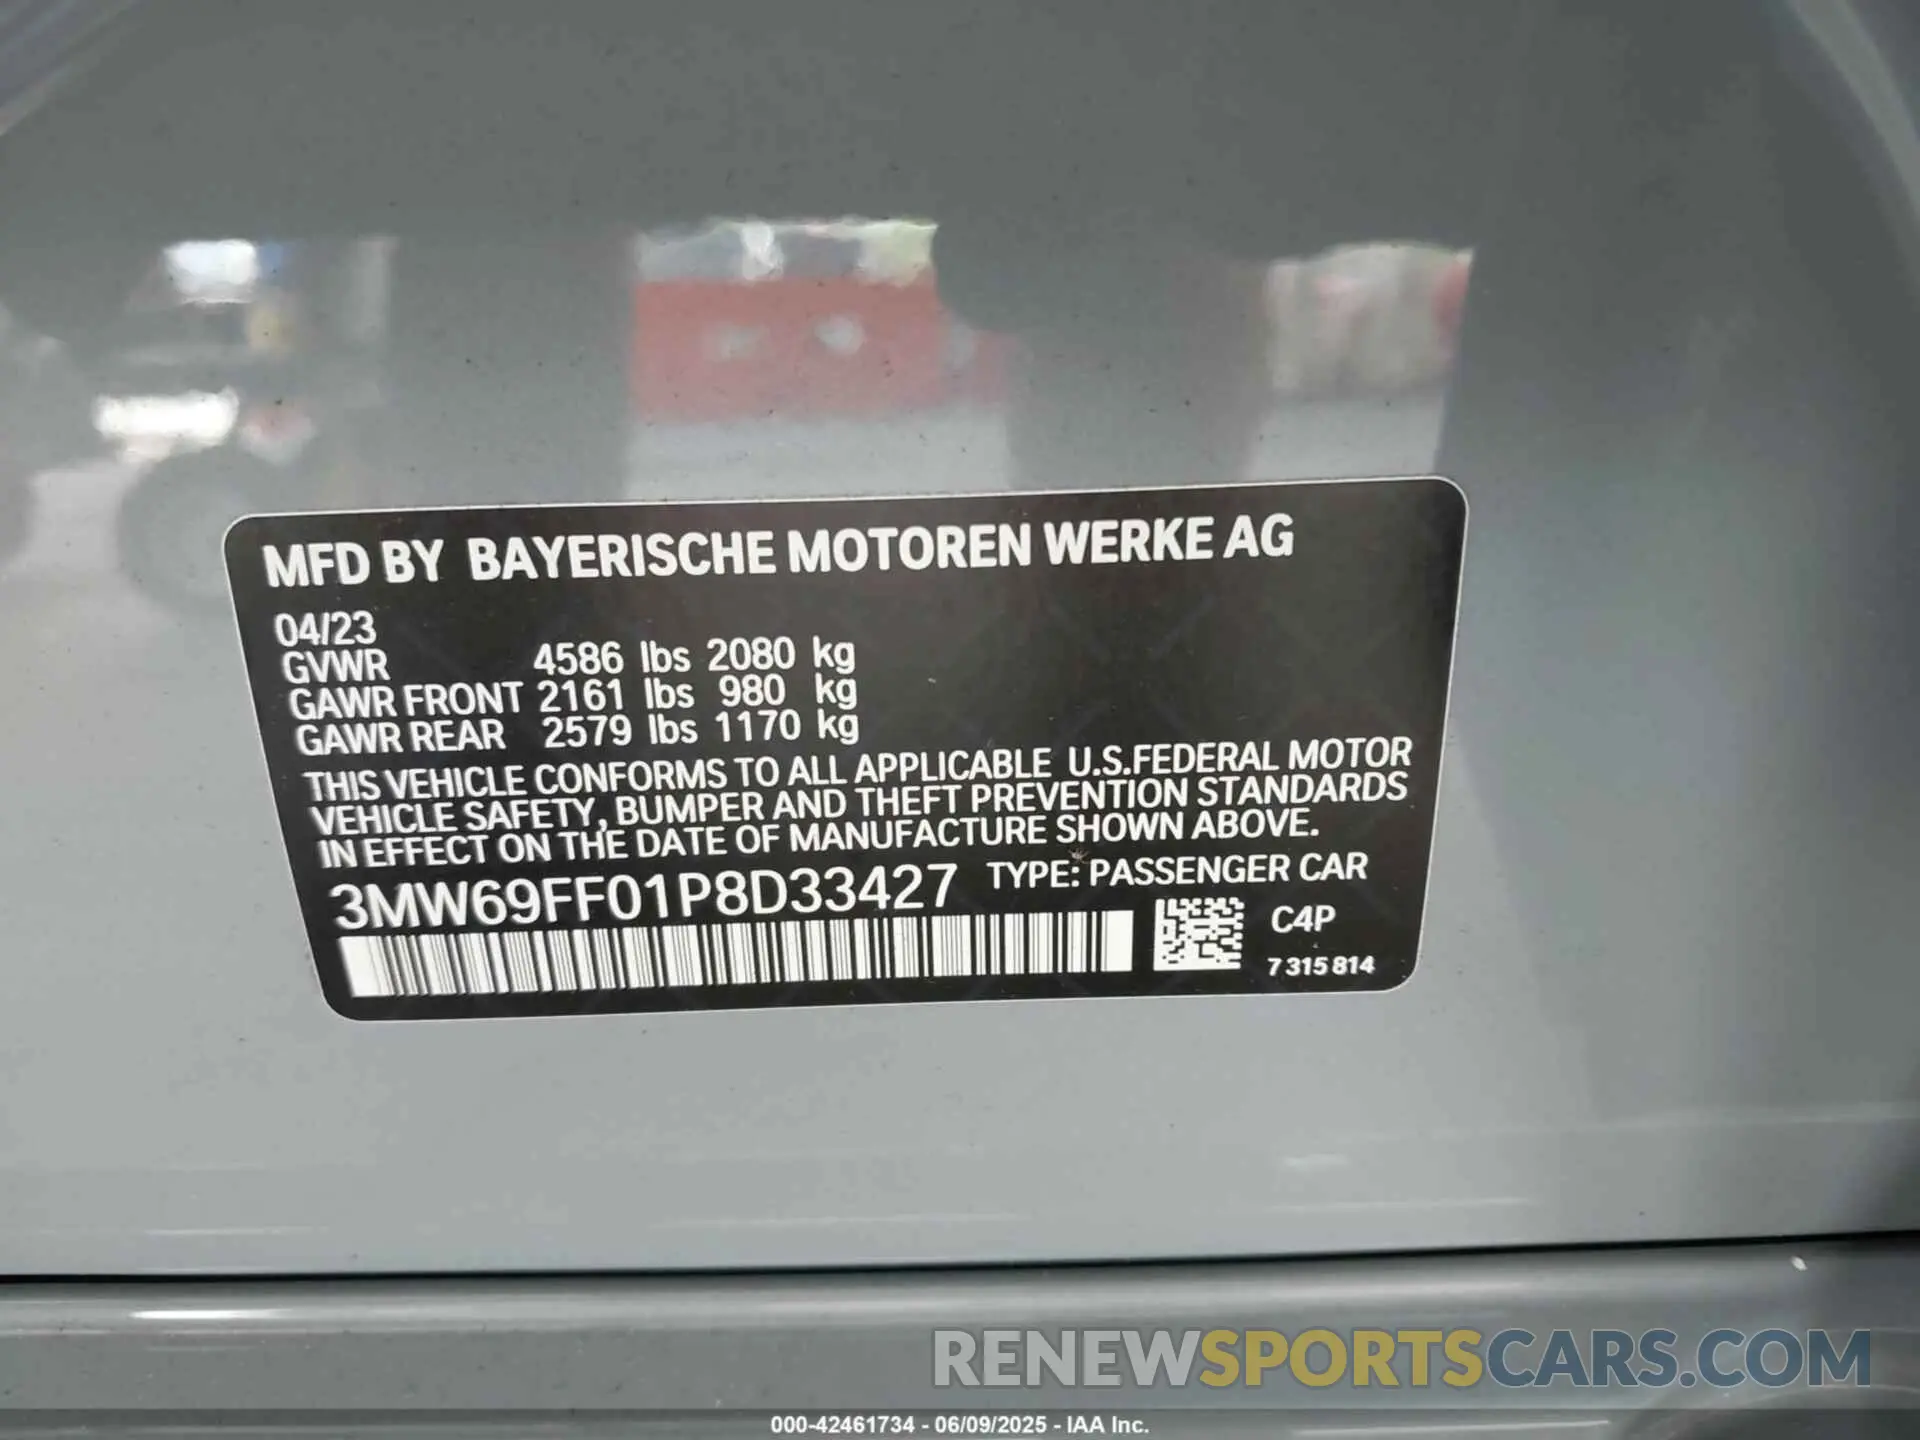 MFD BY BAYERISCHE MOTOREN WERKE AG
04/23
GVWR 4586 lbs 2080 kg
GAWR FRONT 2161 lbs 980 kg
GAWR REAR 2579 lbs 1170 kg
THIS VEHICLE CONFORMS TO ALL APPLICABLE U.S.FEDERAL MOTOR
VEHICLE SAFETY, BUMPER AND THEFT PREVENTION STANDARDS
IN EFFECT ON THE DATE OF MANUFACTURE SHOWN ABOVE.
3MW69FF01P8D33427 TYPE: PASSENGER CAR
C4P
7 315 814
RENEWSPORTSCARS.COM
000-42461734 - 06/09/2025 - IAA Inc.